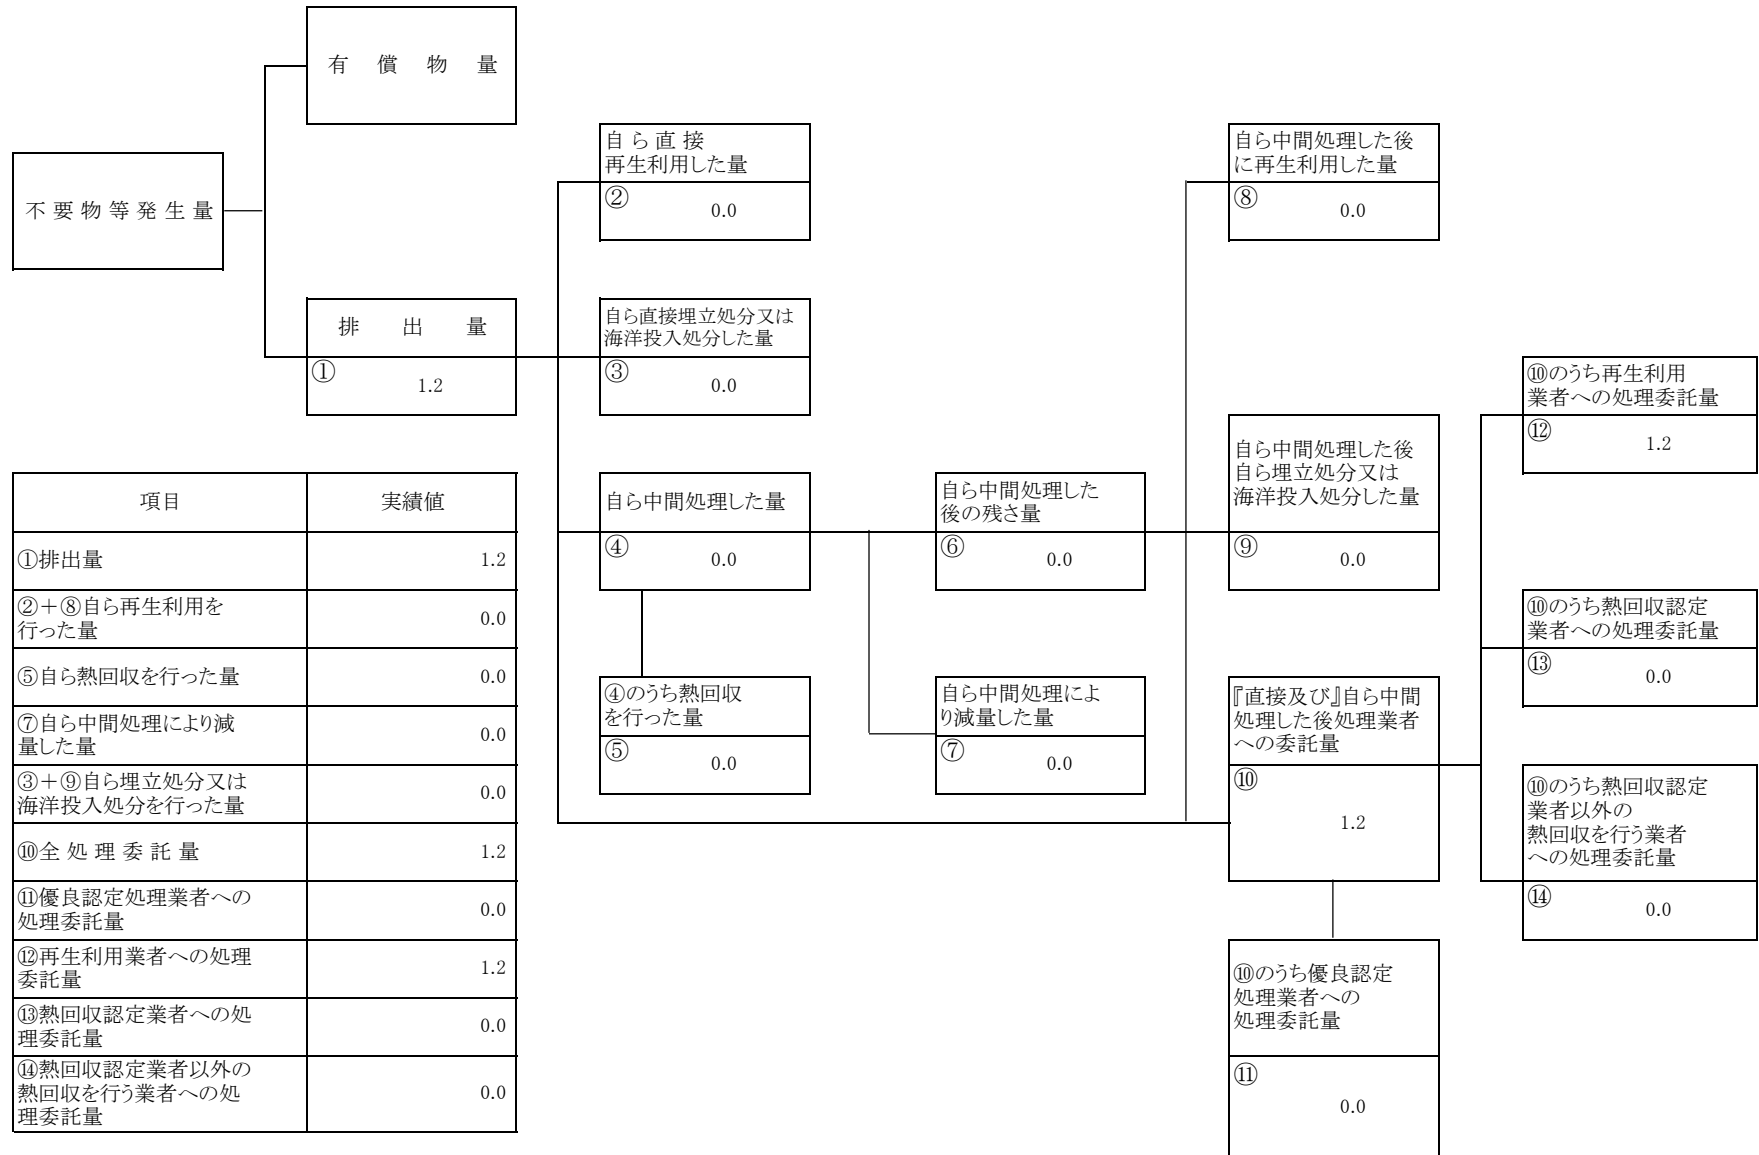 有償物量
不要物等発生量
排出量
①
1.2
自ら直接
再生利用した量
②
0.0
自ら直接埋立処分又は
海洋投入処分した量
③
0.0
自ら中間処理した量
④
0.0
④のうち熱回収
を行った量
⑤
0.0
自ら中間処理した
後の残さ量
⑥
0.0
自ら中間処理によ
り減量した量
⑦
0.0
自ら中間処理した後
に再生利用した量
⑧
0.0
自ら中間処理した後
自ら埋立処分又は
海洋投入処分した量
⑨
0.0
『直接及び』自ら中間
処理した後処理業者
への委託量
⑩
1.2
⑩のうち優良認定
処理業者への
処理委託量
⑪
0.0
⑩のうち再生利用
業者への処理委託量
⑫
1.2
⑩のうち熱回収認定
業者への処理委託量
⑬
0.0
⑩のうち熱回収認定
業者以外の
熱回収を行う業者
への処理委託量
⑭
0.0
項目 実績値
①排出量 1.2
②+⑧自ら再生利用を
行った量 0.0
⑤自ら熱回収を行った量 0.0
⑦自ら中間処理により減
量した量 0.0
③+⑨自ら埋立処分又は
海洋投入処分を行った量 0.0
⑩全処理委託量 1.2
⑪優良認定処理業者への
処理委託量 0.0
⑫再生利用業者への処理
委託量 1.2
⑬熱回収認定業者への処
理委託量 0.0
⑭熱回収認定業者以外の
熱回収を行う業者への処
理委託量 0.0